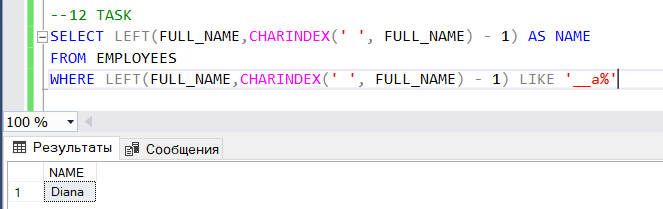 --12 TASK
SELECT LEFT(FULL_NAME,CHARINDEX(' ', FULL_NAME) - 1) AS NAME
FROM EMPLOYEES
WHERE LEFT(FULL_NAME,CHARINDEX(' ', FULL_NAME) - 1) LIKE '__a%'
100 %
Результаты Сообщения
NAME
1 Diana